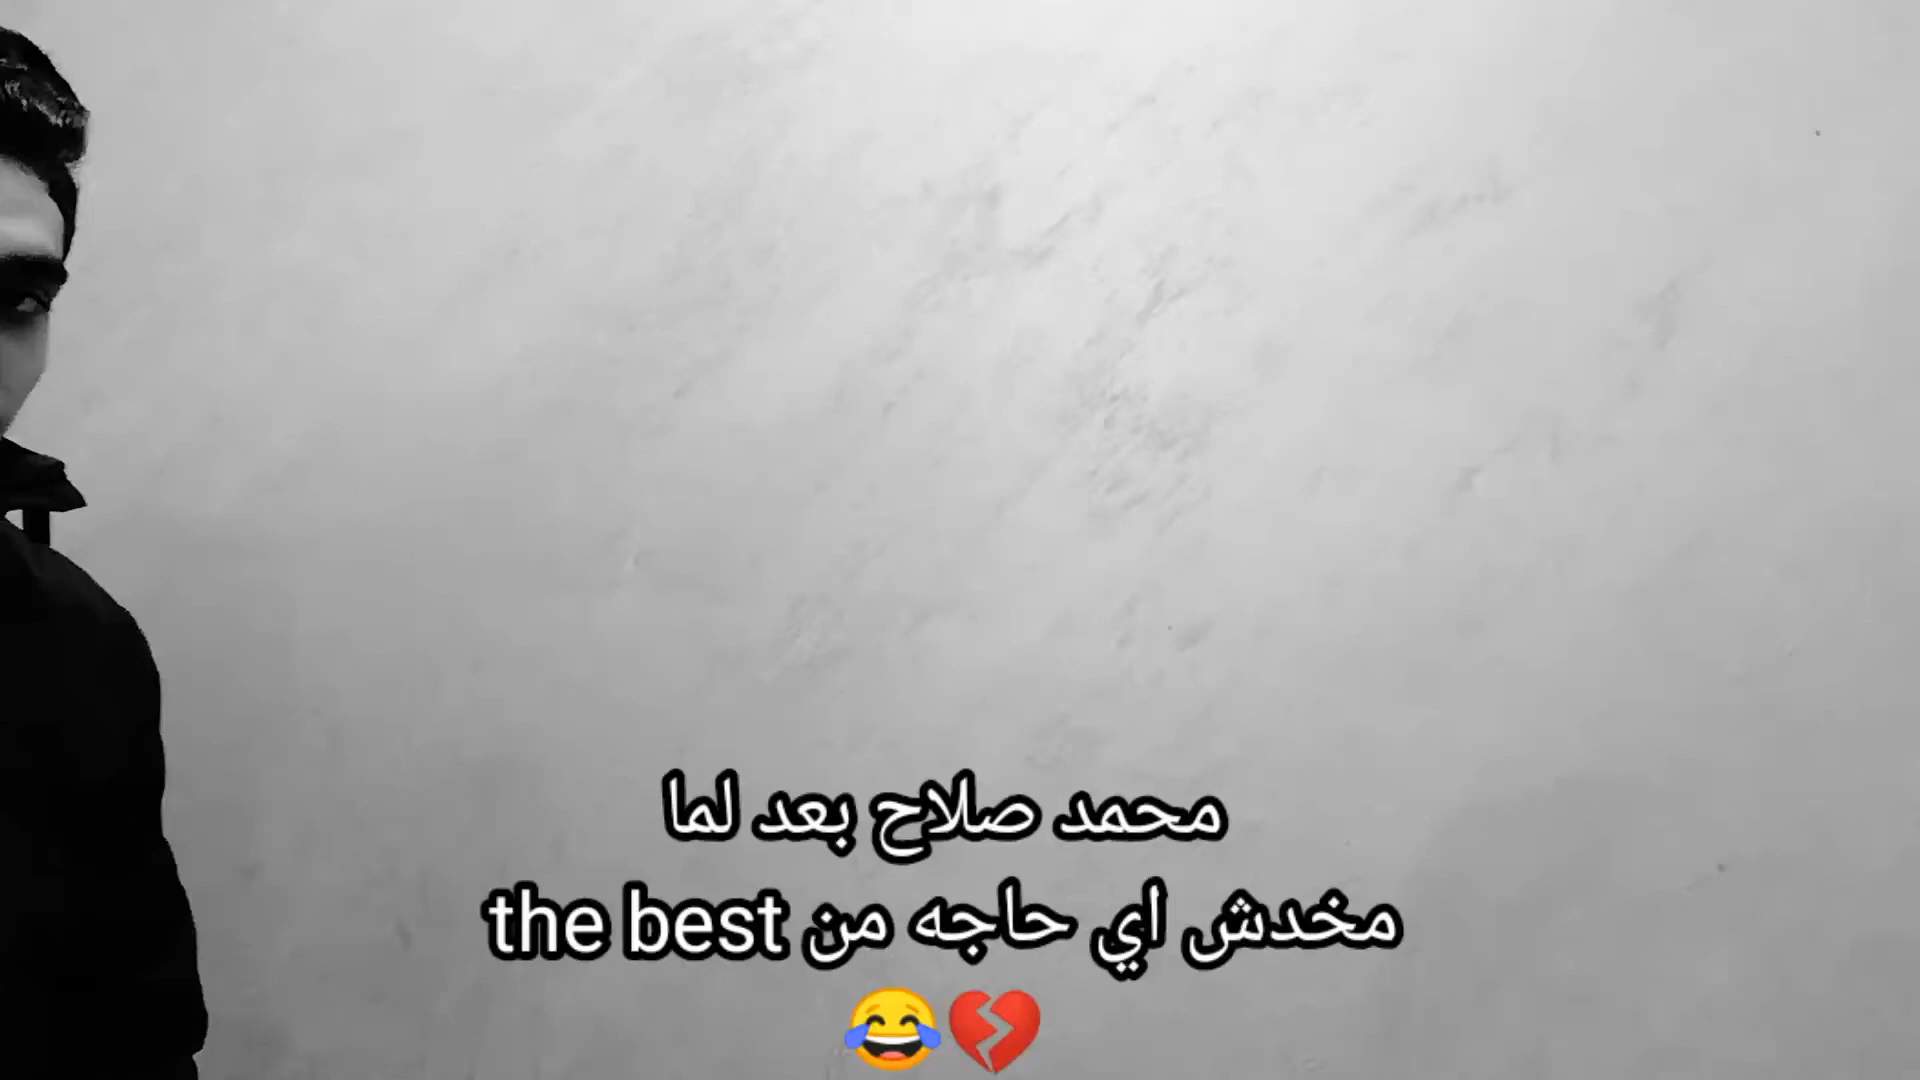 محمد صلاح بعد لما
مخدش اي حاجه من the best
😂💔